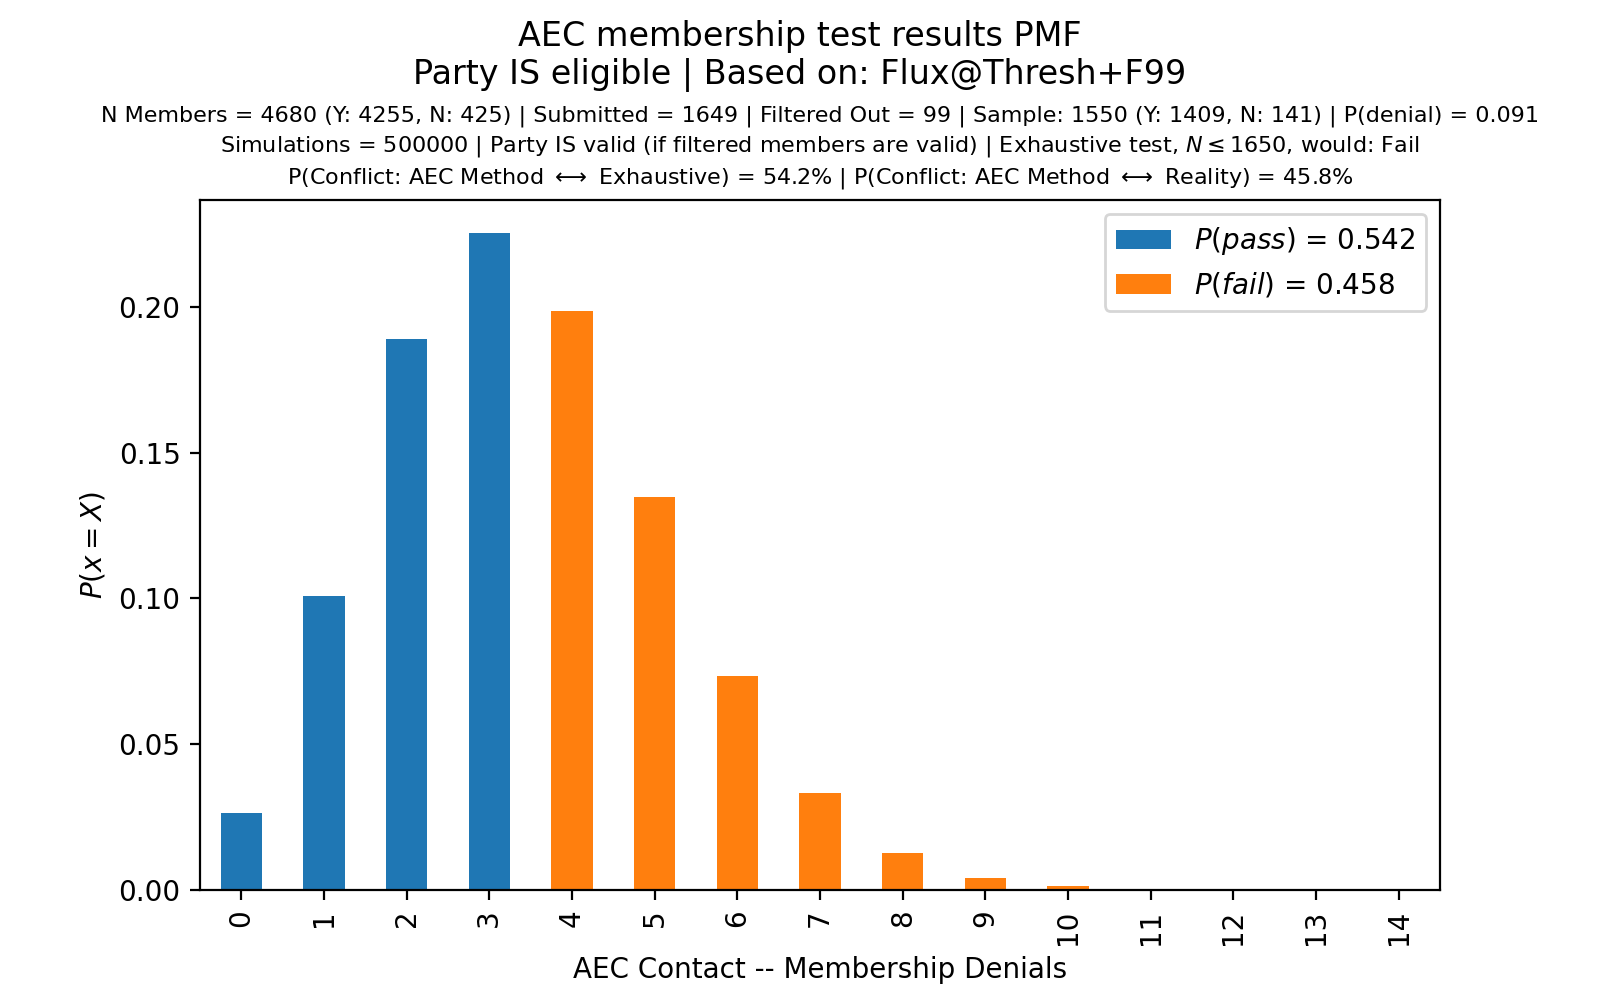 AEC membership test results PMF
Party IS eligible | Based on: Flux@Thresh+F99
N Members = 4680 (Y: 4255, N: 425) | Submitted = 1649 | Filtered Out = 99 | Sample: 1550 (Y: 1409, N: 141) | P(denial) = 0.091
Simulations = 500000 | Party IS valid (if filtered members are valid) | Exhaustive test, N ≤ 1650, would: Fail
P(Conflict: AEC Method ⟷ Exhaustive) = 54.2% | P(Conflict: AEC Method ⟷ Reality) = 45.8%
P(pass) = 0.542
P(fail) = 0.458
P(x = X)
0.20
0.15
0.10
0.05
0.00
0 1 2 3 4 5 6 7 8 9 10 11 12 13 14
AEC Contact -- Membership Denials